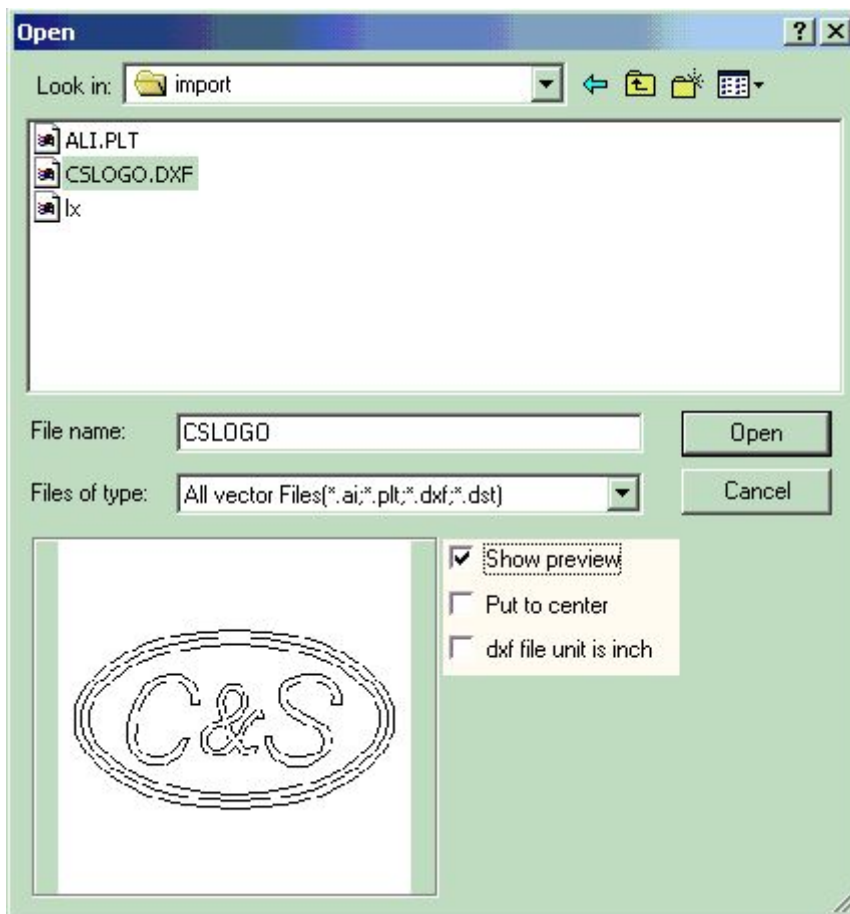 Open
Look in: import
ALI.PLT
CSLOGO.DXF
lx
File name: CSLOGO Open
Files of type: All vector Files(*.ai;*.plt;*.dxf;*.dst) Cancel
Show preview
Put to center
dxf file unit is inch
C&S